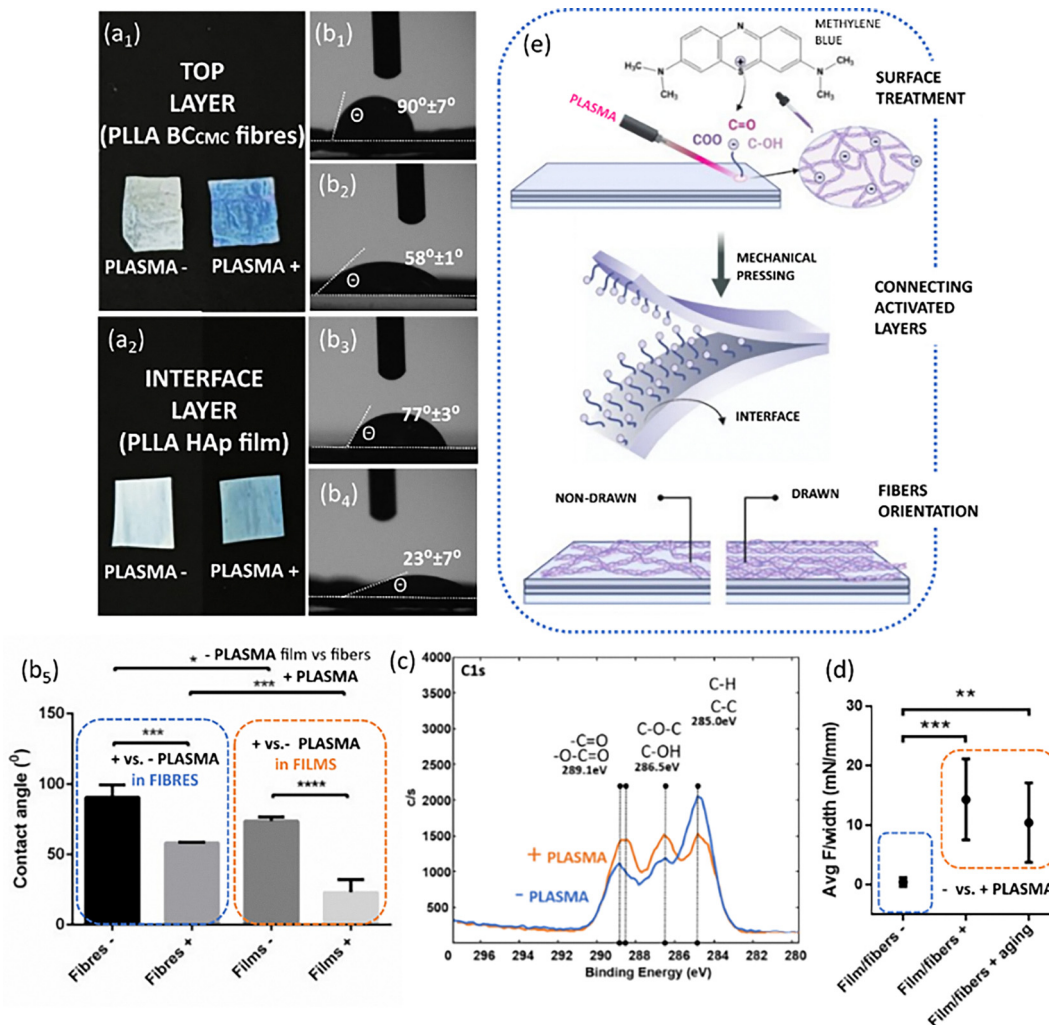 (a1)
TOP
LAYER
(PLLA BCCMC fibres)
PLASMA - PLASMA +
(a2)
INTERFACE
LAYER
(PLLA HAp film)
PLASMA - PLASMA +
(b1)
90°±7°
Θ
(b2)
58°±1°
Θ
(b3)
77°±3°
Θ
(b4)
23°±7°
Θ
(e)
METHYLENE
BLUE
N
H3C
N
S
N
CH3
CH3
CH3
PLASMA
C=O
COO
C-OH
SURFACE
TREATMENT
MECHANICAL
PRESSING
CONNECTING
ACTIVATED
LAYERS
INTERFACE
NON-DRAWN
DRAWN
FIBERS
ORIENTATION
(b5)
* - PLASMA film vs fibers
*** + PLASMA
***
+ vs. - PLASMA
in FIBRES
+ vs.- PLASMA
in FILMS
****
Contact angle (0)
150
100
50
0
Fibres -
Fibres +
Films -
Films +
(c)
C1s
4000
3500
3000
2500
2000
1500
1000
500
c/s
C-H
C-C
285.0eV
C-O-C
C-OH
286.5eV
-C=O
-O-C=O
289.1eV
+ PLASMA
- PLASMA
296 294 292 290 288 286 284 282 280
Binding Energy (eV)
(d)
**
***
Avg F/width (mN/mm)
30
20
10
0
- vs. + PLASMA
Film/fibers -
Film/fibers +
Film/fibers + aging